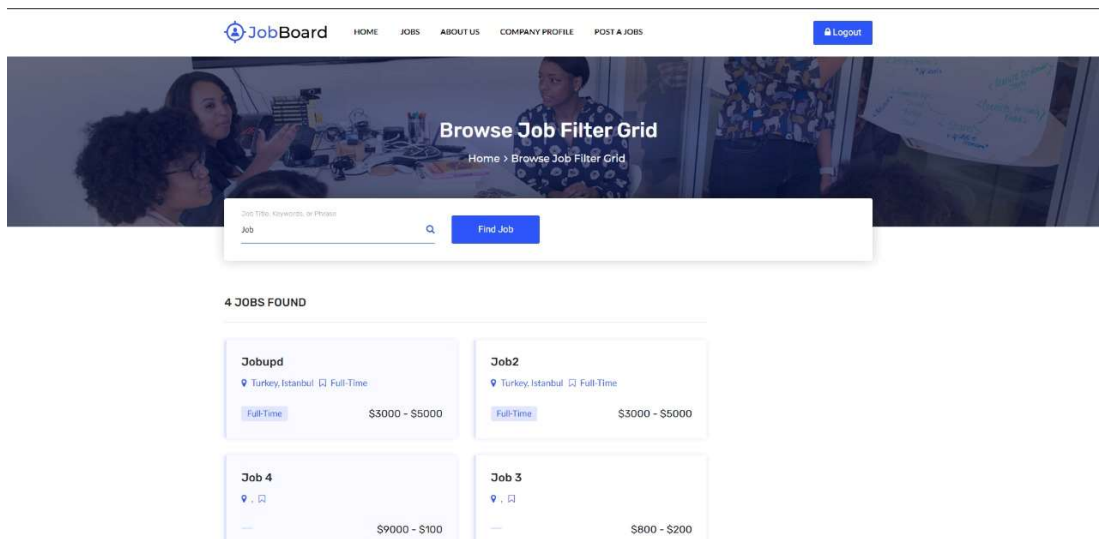 JobBoard HOME JOBS ABOUT US COMPANY PROFILE POST A JOBS Logout
Browse Job Filter Grid
Home > Browse Job Filter Grid
Job Title, Keywords, or Phrase
Job
Find Job
4 JOBS FOUND
Jobupd
Turkey, Istanbul Full-Time
Full-Time $3000 - $5000
Job2
Turkey, Istanbul Full-Time
Full-Time $3000 - $5000
Job 4
,
$9000 - $100
Job 3
,
$800 - $200